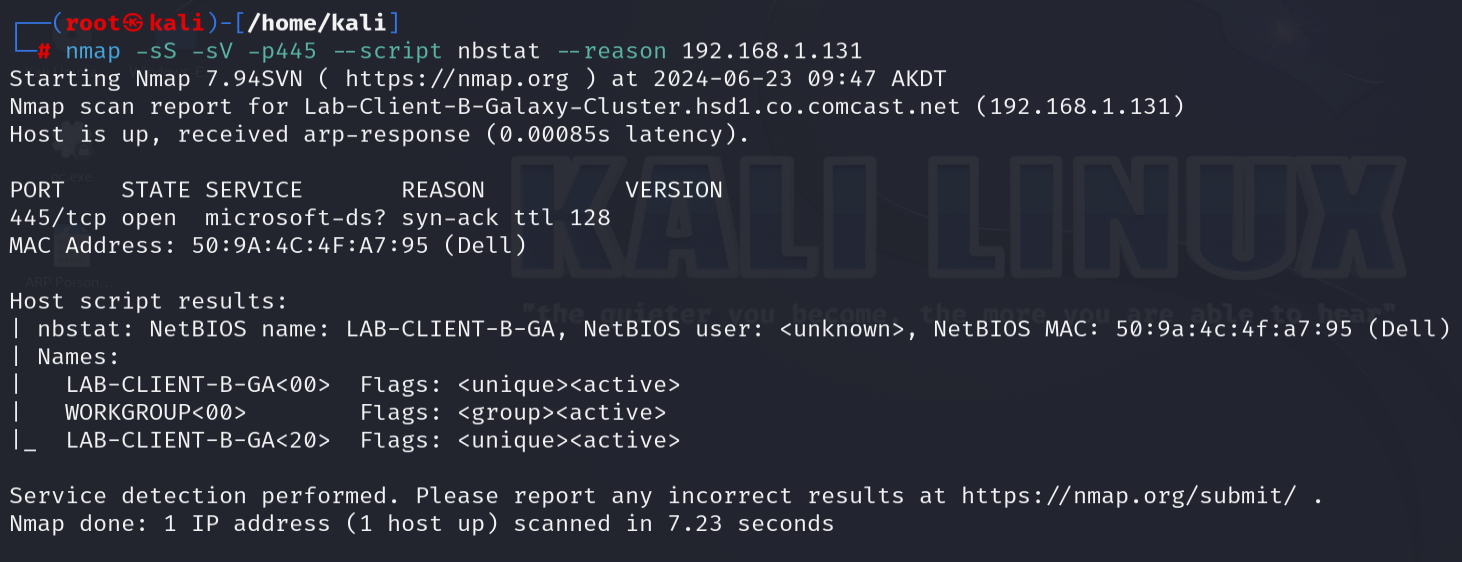 ┌──(root㉿kali)-[/home/kali]
└─# nmap -sS -sV -p445 --script nbstat --reason 192.168.1.131
Starting Nmap 7.94SVN ( https://nmap.org ) at 2024-06-23 09:47 AKDT
Nmap scan report for Lab-Client-B-Galaxy-Cluster.hsd1.co.comcast.net (192.168.1.131)
Host is up, received arp-response (0.00085s latency).
PORT    STATE SERVICE       REASON          VERSION
445/tcp open  microsoft-ds? syn-ack ttl 128
MAC Address: 50:9A:4C:4F:A7:95 (Dell)
KALI LINUX
ARP Poison...
Host script results:
"the quieter you become, the more you are able to hear"
| nbstat: NetBIOS name: LAB-CLIENT-B-GA, NetBIOS user: <unknown>, NetBIOS MAC: 50:9a:4c:4f:a7:95 (Dell)
| Names:
|   LAB-CLIENT-B-GA<00>  Flags: <unique><active>
|   WORKGROUP<00>        Flags: <group><active>
|_  LAB-CLIENT-B-GA<20>  Flags: <unique><active>
Service detection performed. Please report any incorrect results at https://nmap.org/submit/ .
Nmap done: 1 IP address (1 host up) scanned in 7.23 seconds